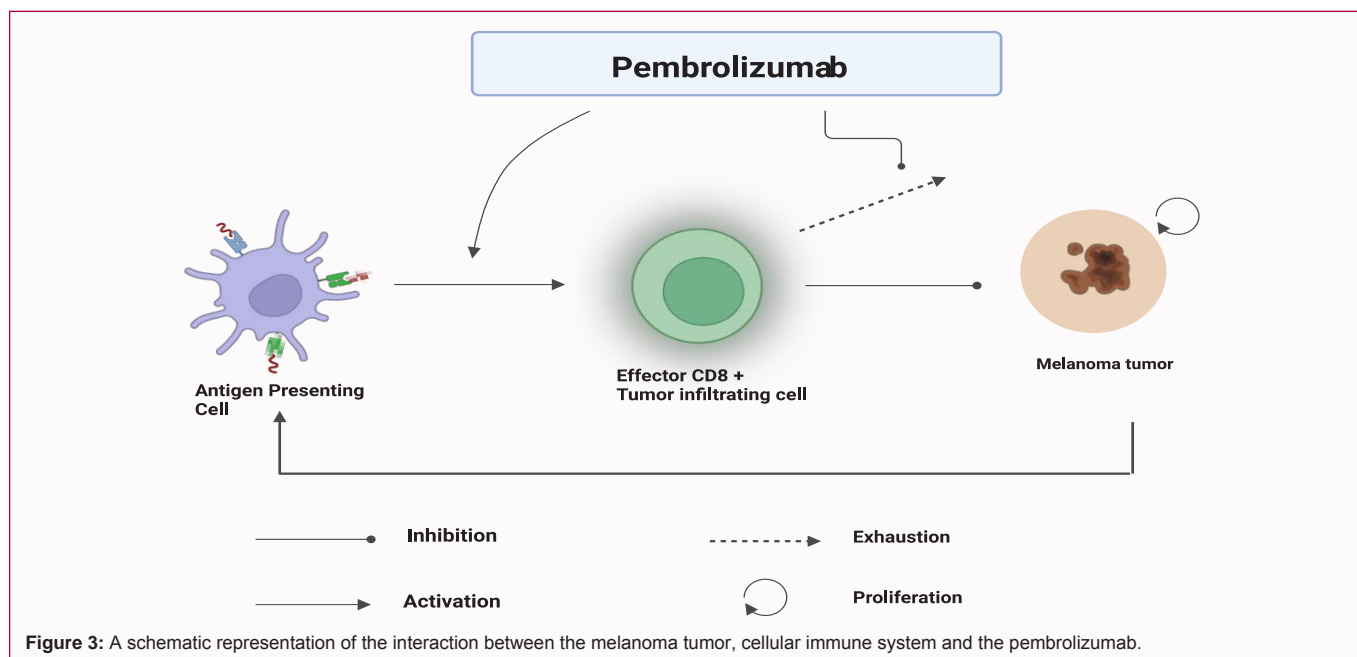 Pembrolizumab
Antigen Presenting
Cell
Effector CD8 +
Tumor infiltrating cell
Melanoma tumor
Inhibition
Exhaustion
Activation
Proliferation
Figure 3: A schematic representation of the interaction between the melanoma tumor, cellular immune system and the pembrolizumab.